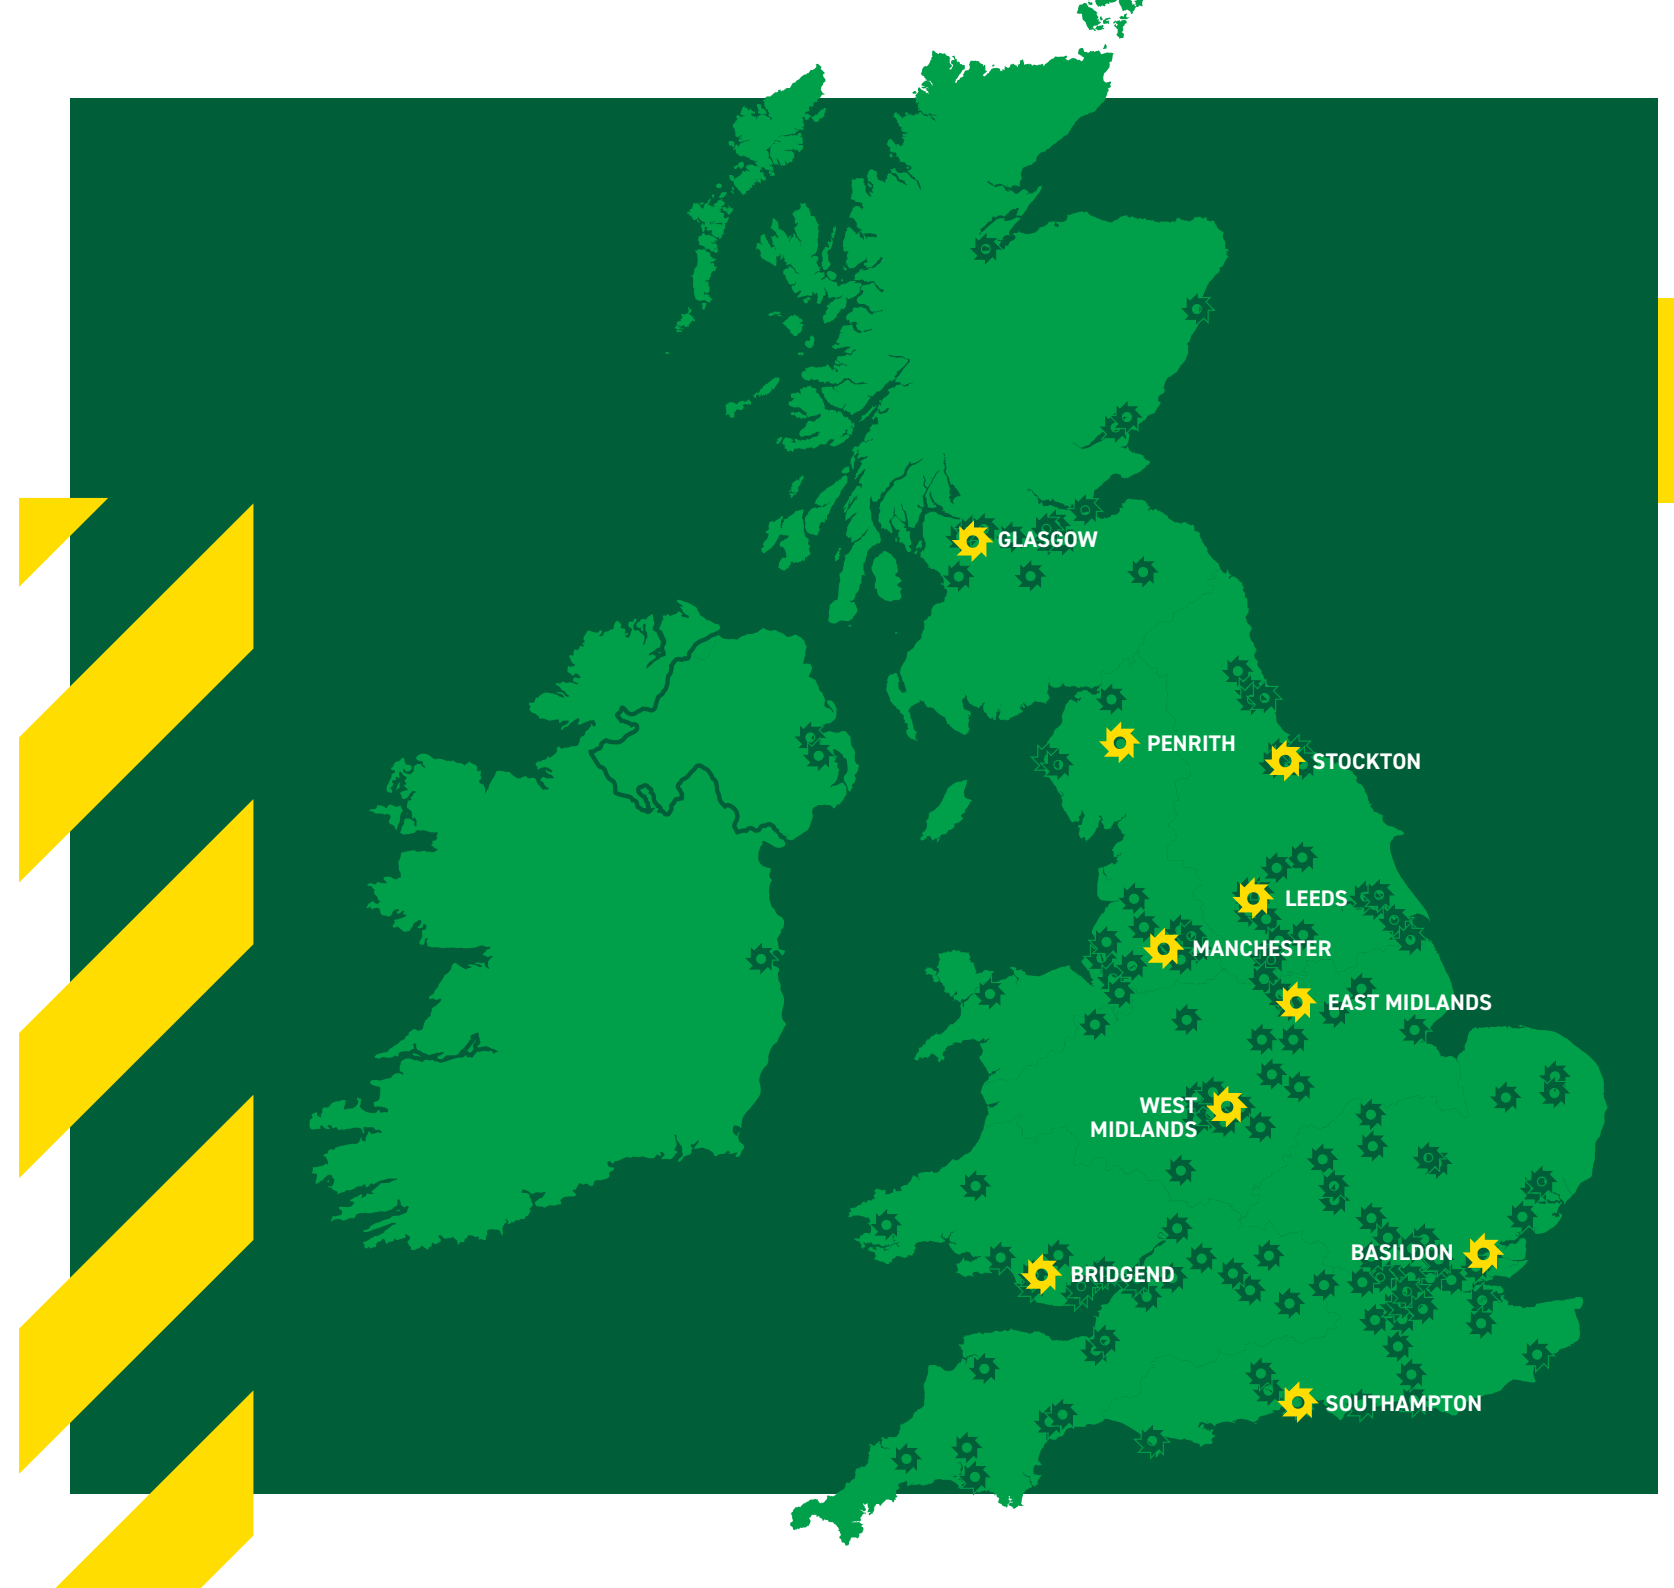 GLASGOW
PENRITH
STOCKTON
LEEDS
MANCHESTER
EAST MIDLANDS
WEST
MIDLANDS
BASILDON
BRIDGEND
SOUTHAMPTON